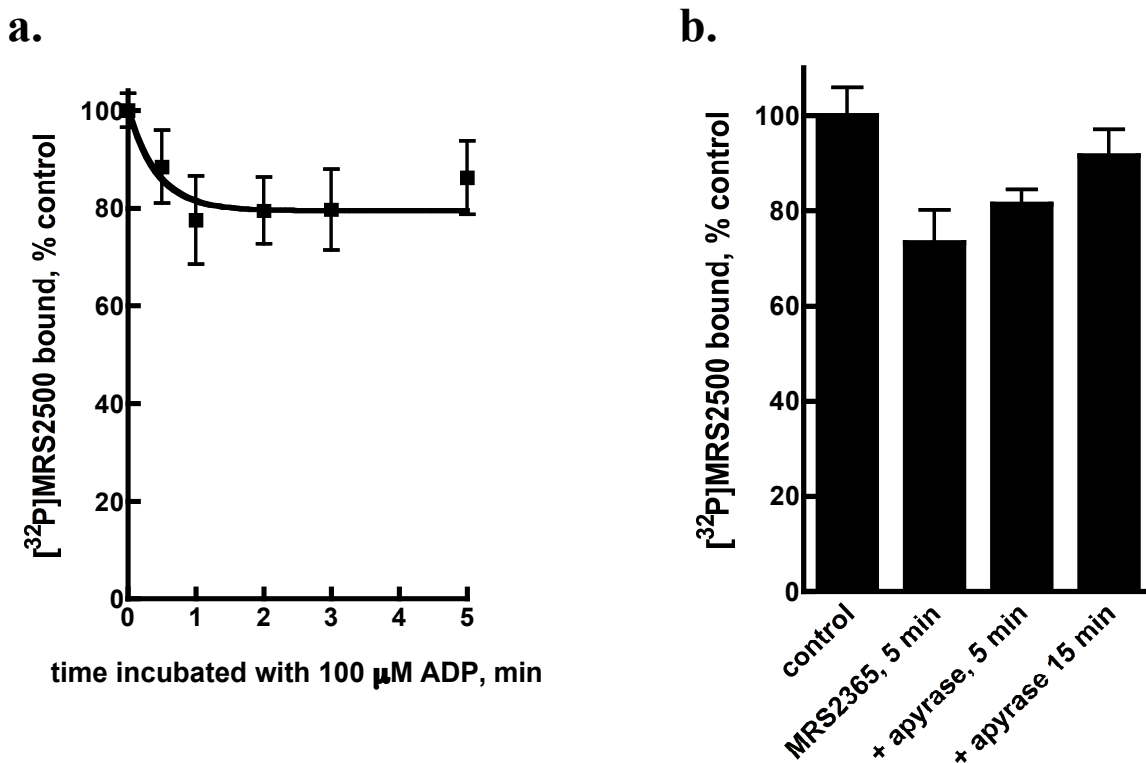 a.
[32P]MRS2500 bound, % control
100
80
60
40
20
0
0 1 2 3 4 5
time incubated with 100 μM ADP, min
b.
[32P]MRS2500 bound, % control
100
80
60
40
20
0
control
MRS2365, 5 min
+ apyrase, 5 min
+ apyrase 15 min